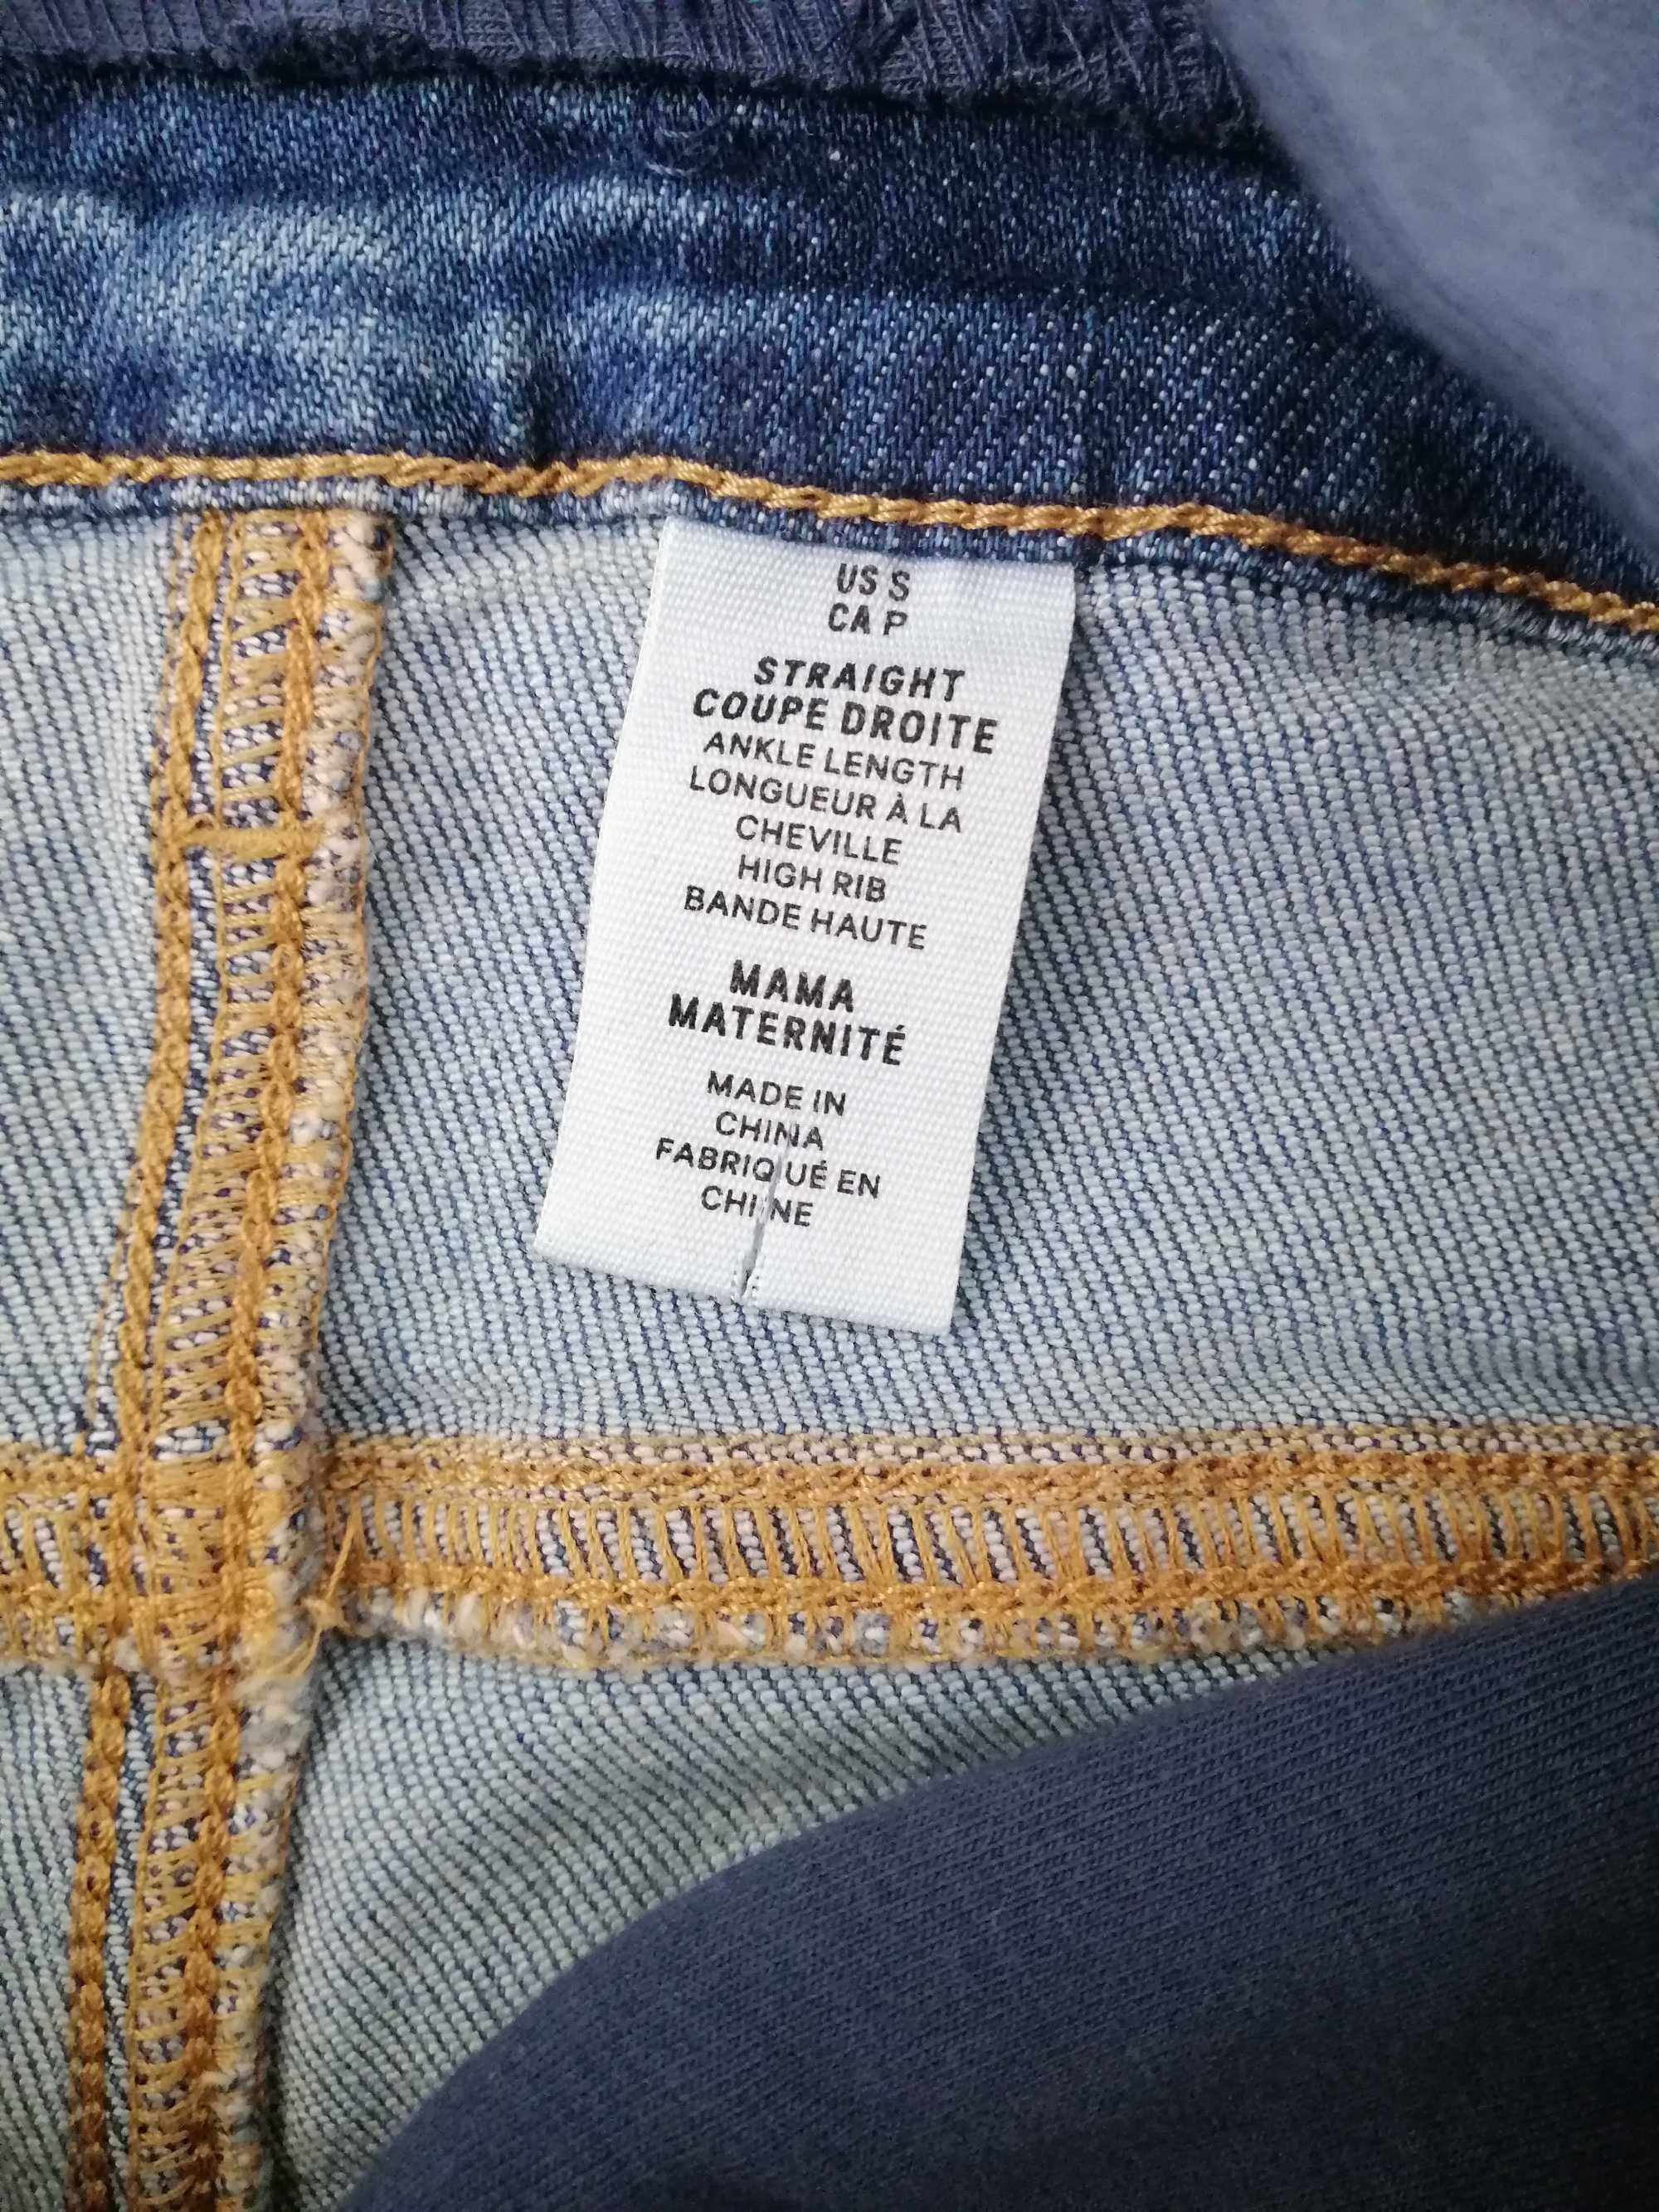 US S
CA P
STRAIGHT
COUPE DROITE
ANKLE LENGTH
LONGUEUR À LA
CHEVILLE
HIGH RIB
BANDE HAUTE
MAMA
MATERNITÉ
MADE IN
CHINA
FABRIQUÉ EN
CHINE